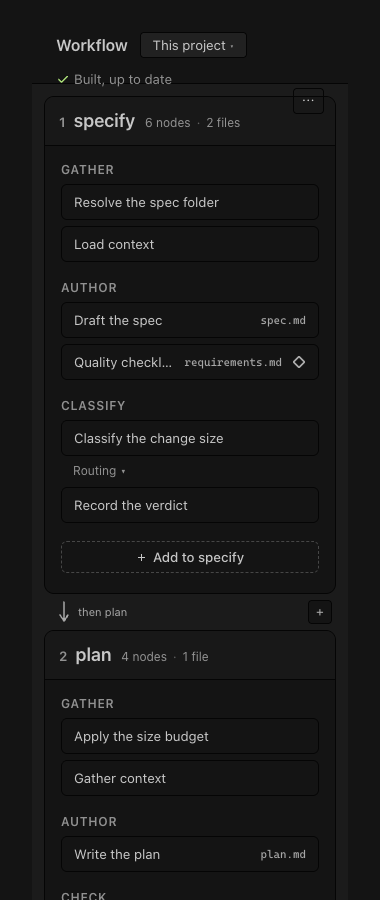 Workflow This project
Built, up to date
...
1 specify 6 nodes · 2 files
GATHER
Resolve the spec folder
Load context
AUTHOR
Draft the spec spec.md
Quality checkl… requirements.md
CLASSIFY
Classify the change size
Routing
Record the verdict
+ Add to specify
then plan +
2 plan 4 nodes · 1 file
GATHER
Apply the size budget
Gather context
AUTHOR
Write the plan plan.md
CHECK